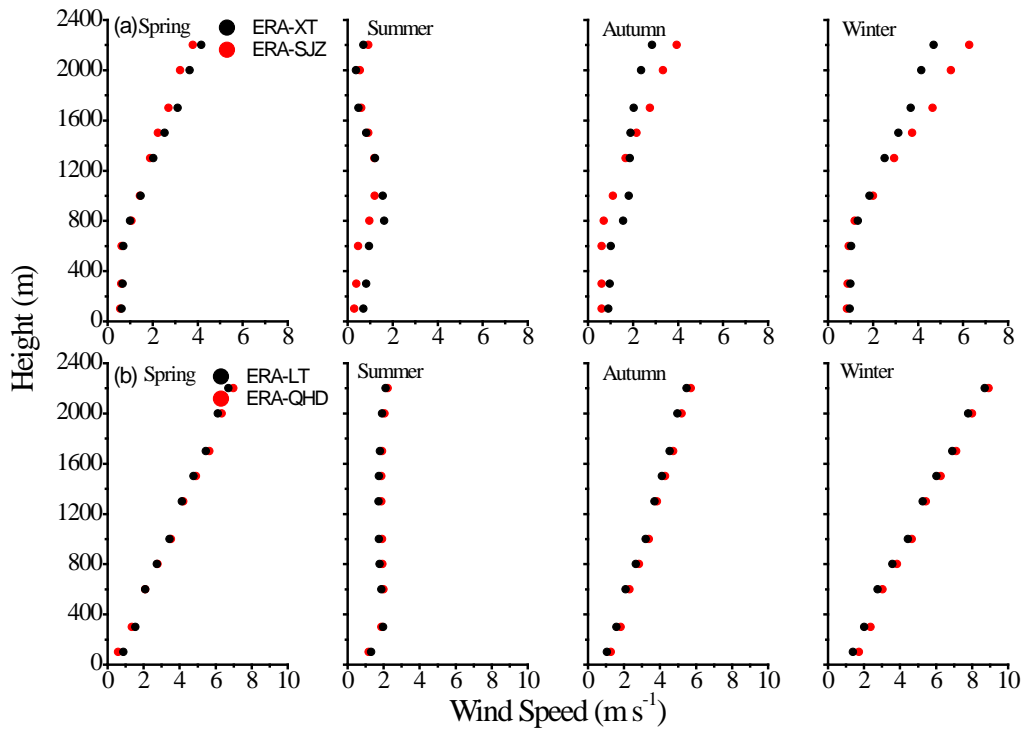 (a) Spring
ERA-XT
ERA-SJZ
Summer
Autumn
Winter
2400
2000
1600
1200
800
400
0
0 2 4 6 8
0 2 4 6 8
0 2 4 6 8
0 2 4 6 8
Height (m)
(b) Spring
ERA-LT
ERA-QHD
Summer
Autumn
Winter
2400
2000
1600
1200
800
400
0
0 2 4 6 8 10
0 2 4 6 8 10
0 2 4 6 8 10
0 2 4 6 8 10
Wind Speed (m s-1)